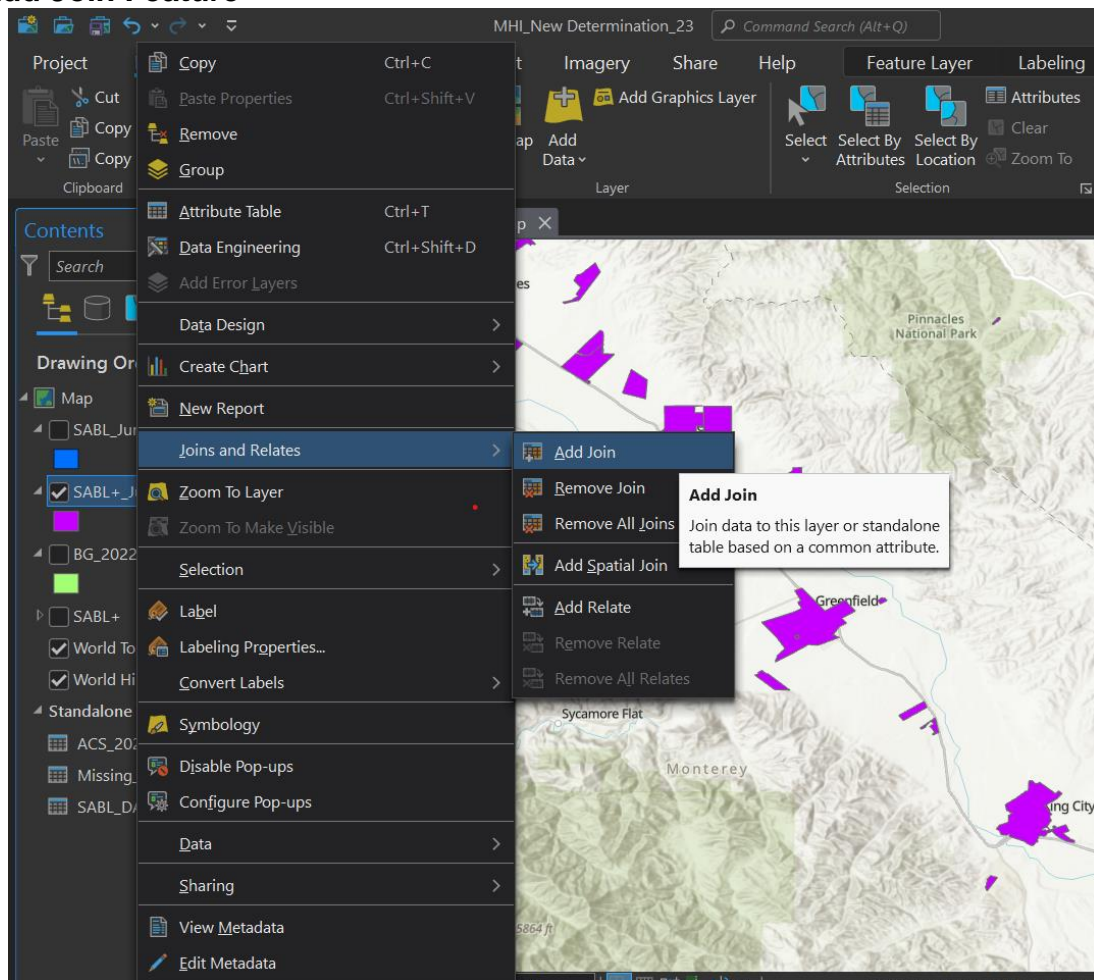 MHI_New Determination_23
Command Search (Alt+Q)
Project
Imagery
Share
Help
Feature Layer
Labeling
Cut
Copy
Copy
Paste
Clipboard
Add Graphics Layer
Add
Data
Layer
Select
Select By
Attributes
Select By
Location
Attributes
Clear
Zoom To
Selection
Contents
Search
Drawing Or
Map
SABL_Jun
SABL+_J
BG_2022
SABL+
World To
World Hi
Standalone
ACS_202
Missing_
SABL_DA
Copy Ctrl+C
Paste Properties Ctrl+Shift+V
Remove
Group
Attribute Table Ctrl+T
Data Engineering Ctrl+Shift+D
Add Error Layers
Data Design
Create Chart
New Report
Joins and Relates
Zoom To Layer
Zoom To Make Visible
Selection
Label
Labeling Properties...
Convert Labels
Symbology
Disable Pop-ups
Configure Pop-ups
Data
Sharing
View Metadata
Edit Metadata
Add Join
Remove Join
Remove All Joins
Add Spatial Join
Add Relate
Remove Relate
Remove All Relates
Add Join
Join data to this layer or standalone
table based on a common attribute.
Pinnacles
National Park
Greenfield
Sycamore Flat
Monterey
ing City
5864 ft